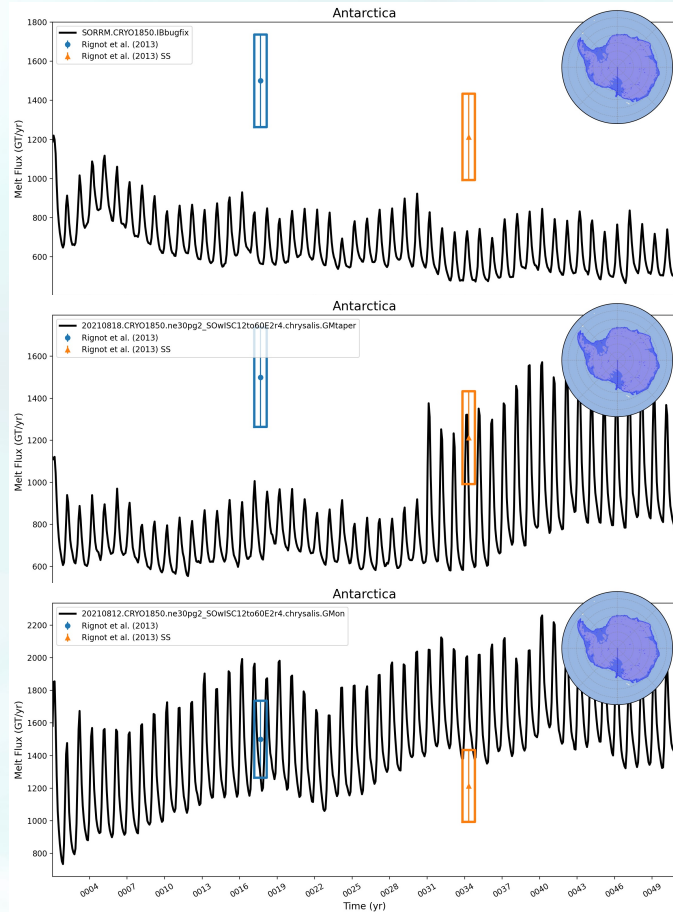 Antarctica
1800
SORRM.CRYO1850.IBbugfix
Rignot et al. (2013)
Rignot et al. (2013) SS
1600
1400
1200
1000
800
600
Melt Flux (GT/yr)
Antarctica
20210818.CRYO1850.ne30pg2_SOwISC12to60E2r4.chrysalis.GMtaper
Rignot et al. (2013)
Rignot et al. (2013) SS
1600
1400
1200
1000
800
600
Melt Flux (GT/yr)
Antarctica
20210812.CRYO1850.ne30pg2_SOwISC12to60E2r4.chrysalis.GMon
Rignot et al. (2013)
Rignot et al. (2013) SS
2200
2000
1800
1600
1400
1200
1000
800
Melt Flux (GT/yr)
0004 0007 0010 0013 0016 0019 0022 0025 0028 0031 0034 0037 0040 0043 0046 0049
Time (yr)